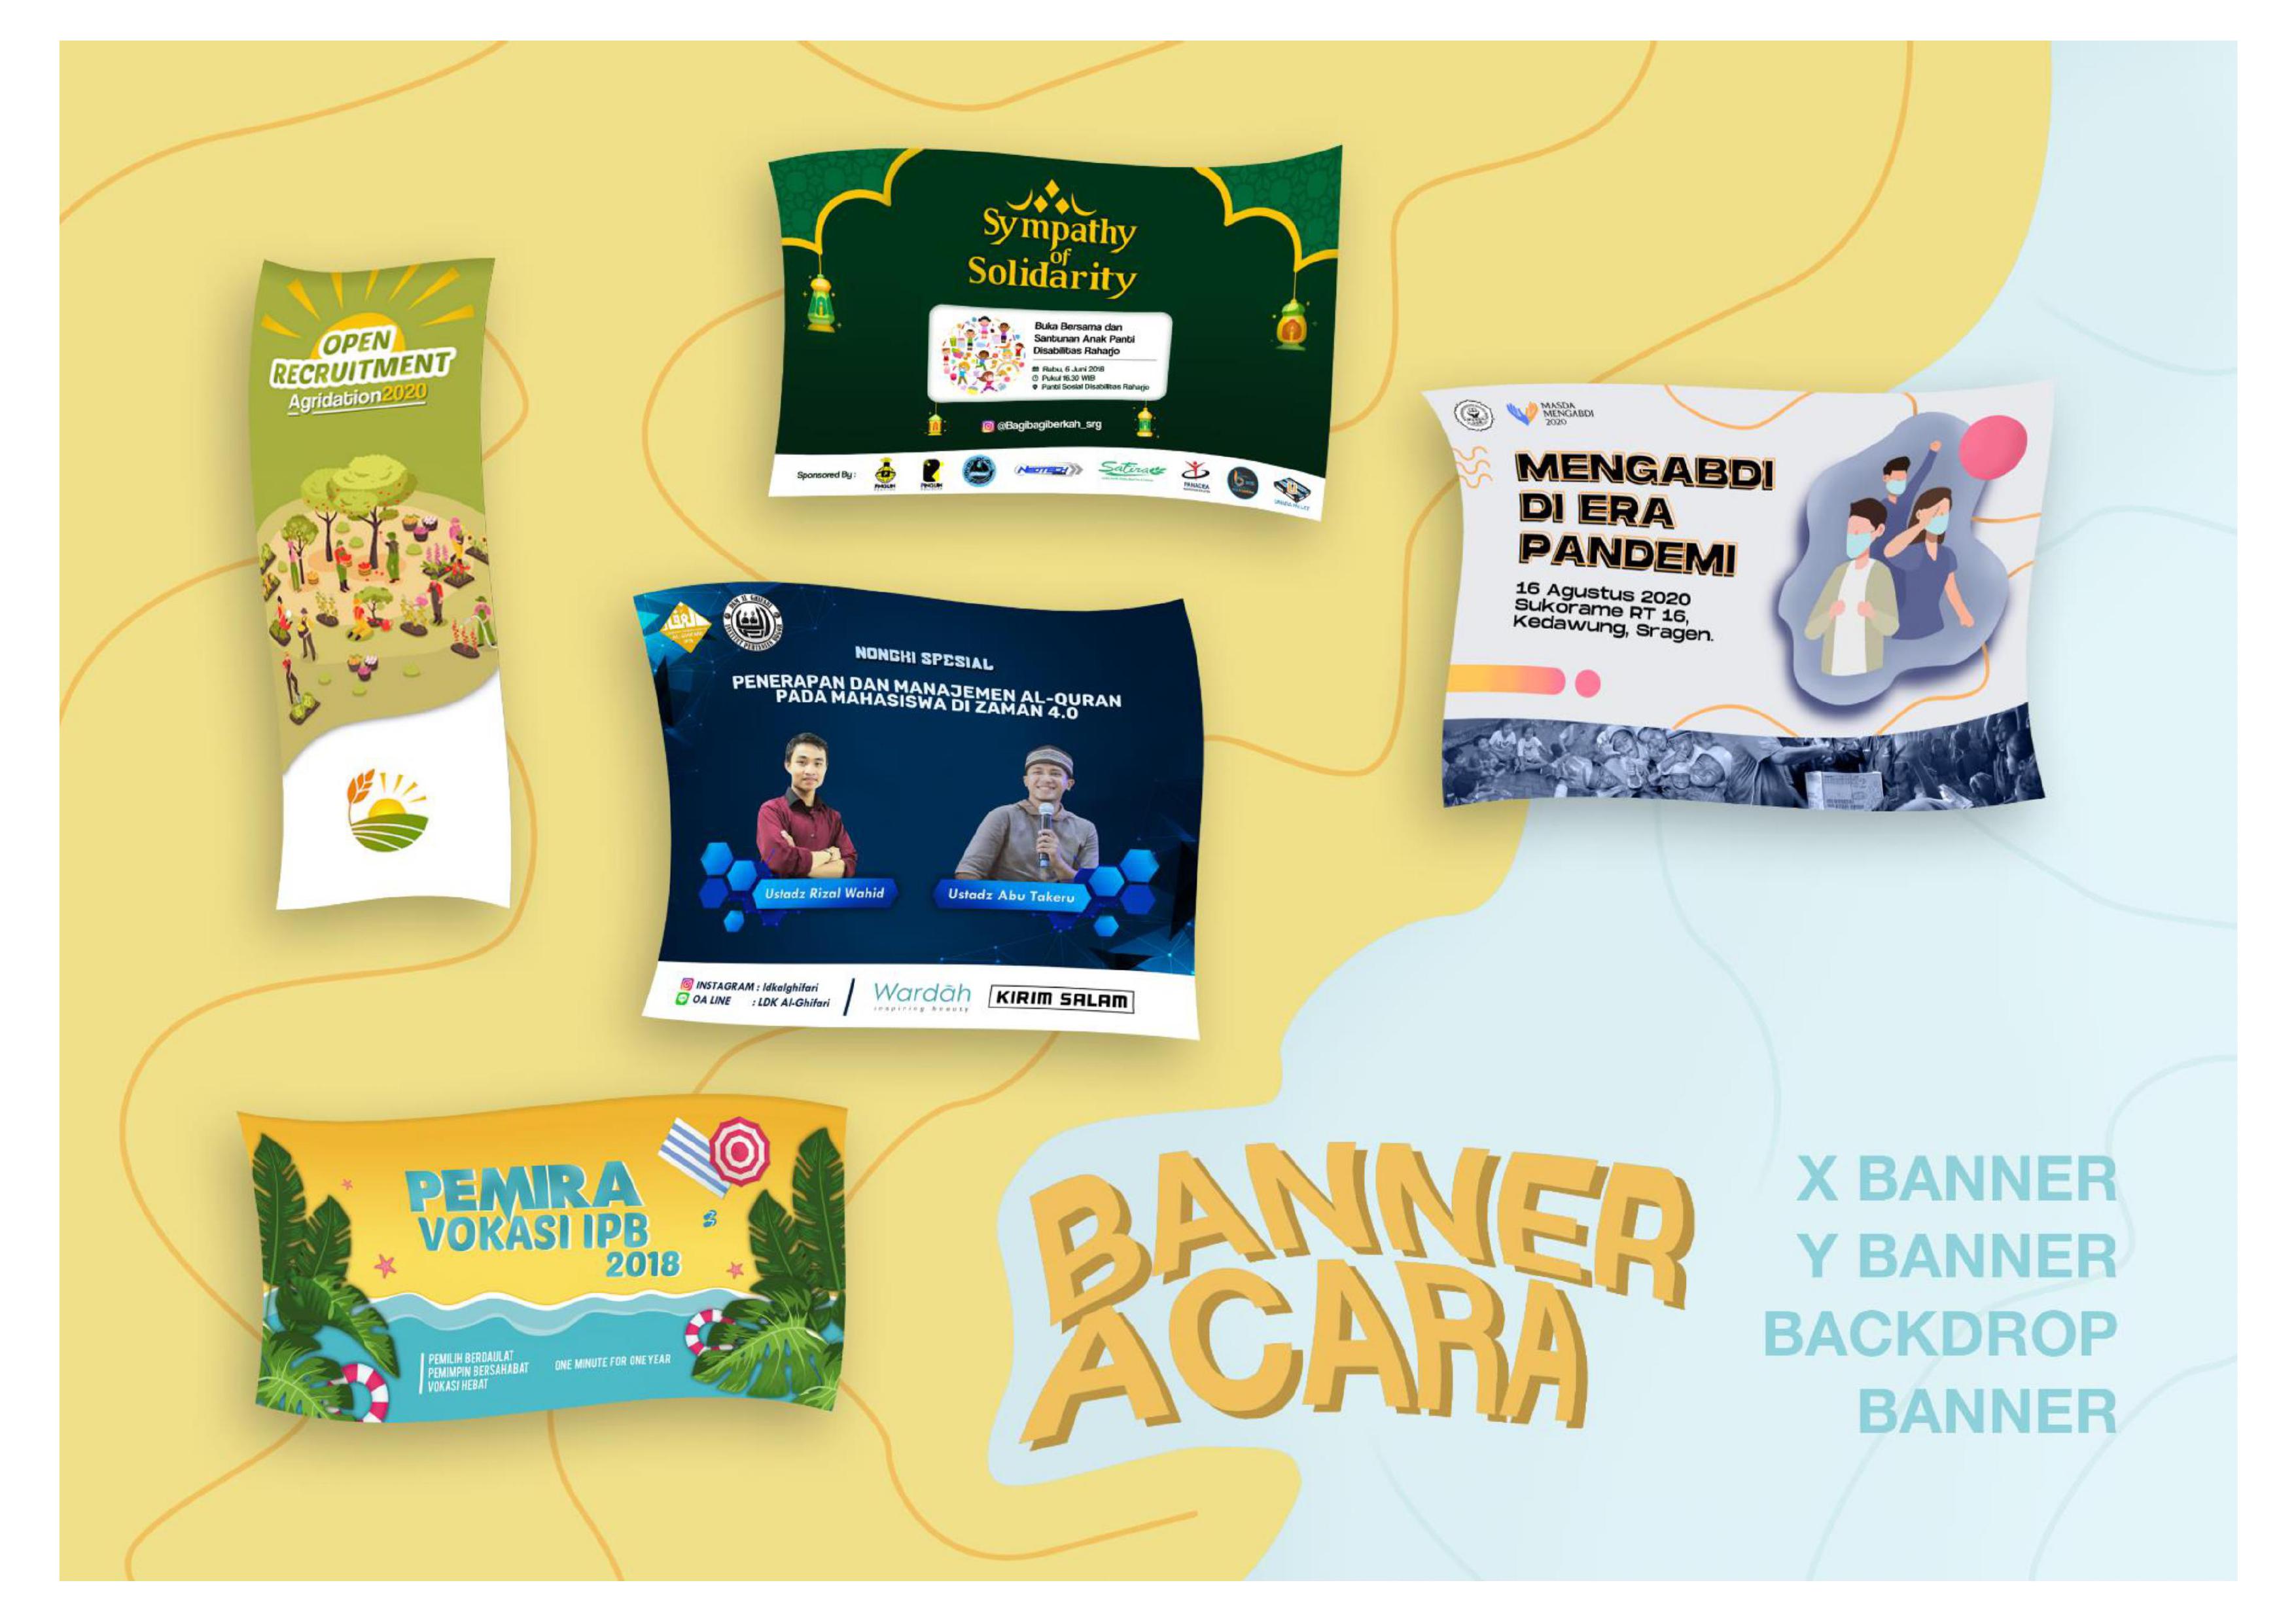 OPEN
RECRUITMENT
Agridation2020
Sympathy
of
Solidarity
Buka Bersama dan
Santunan Anak Panti
Disabilitas Raharjo
Rabu, 6 Juni 2018
Pukul 16.30 WIB
Panti Sosial Disabilitas Raharjo
@Bagibagiberkah_srg
Sponsored By :
PINGUIN
PINGUIN
NEOTECH
Satirax
PANACEA
MASDA
MENGABDI
2020
MENGABDI
DI ERA
PANDEMI
16 Agustus 2020
Sukorame RT 16,
Kedawung, Sragen.
NONGKI SPESIAL
PENERAPAN DAN MANAJEMEN AL-QURAN
PADA MAHASISWA DI ZAMAN 4.0
Ustadz Rizal Wahid
Ustadz Abu Takeru
INSTAGRAM : ldkalghifari
OA LINE : LDK Al-Ghifari
Wardah
inspiring beauty
KIRIM SALAM
PEMIRA
VOKASI IPB
2018
PEMILIH BERDAULAT
PEMIMPIN BERSAHABAT
VOKASI HEBAT
ONE MINUTE FOR ONE YEAR
BANNER
ACARA
X BANNER
Y BANNER
BACKDROP
BANNER